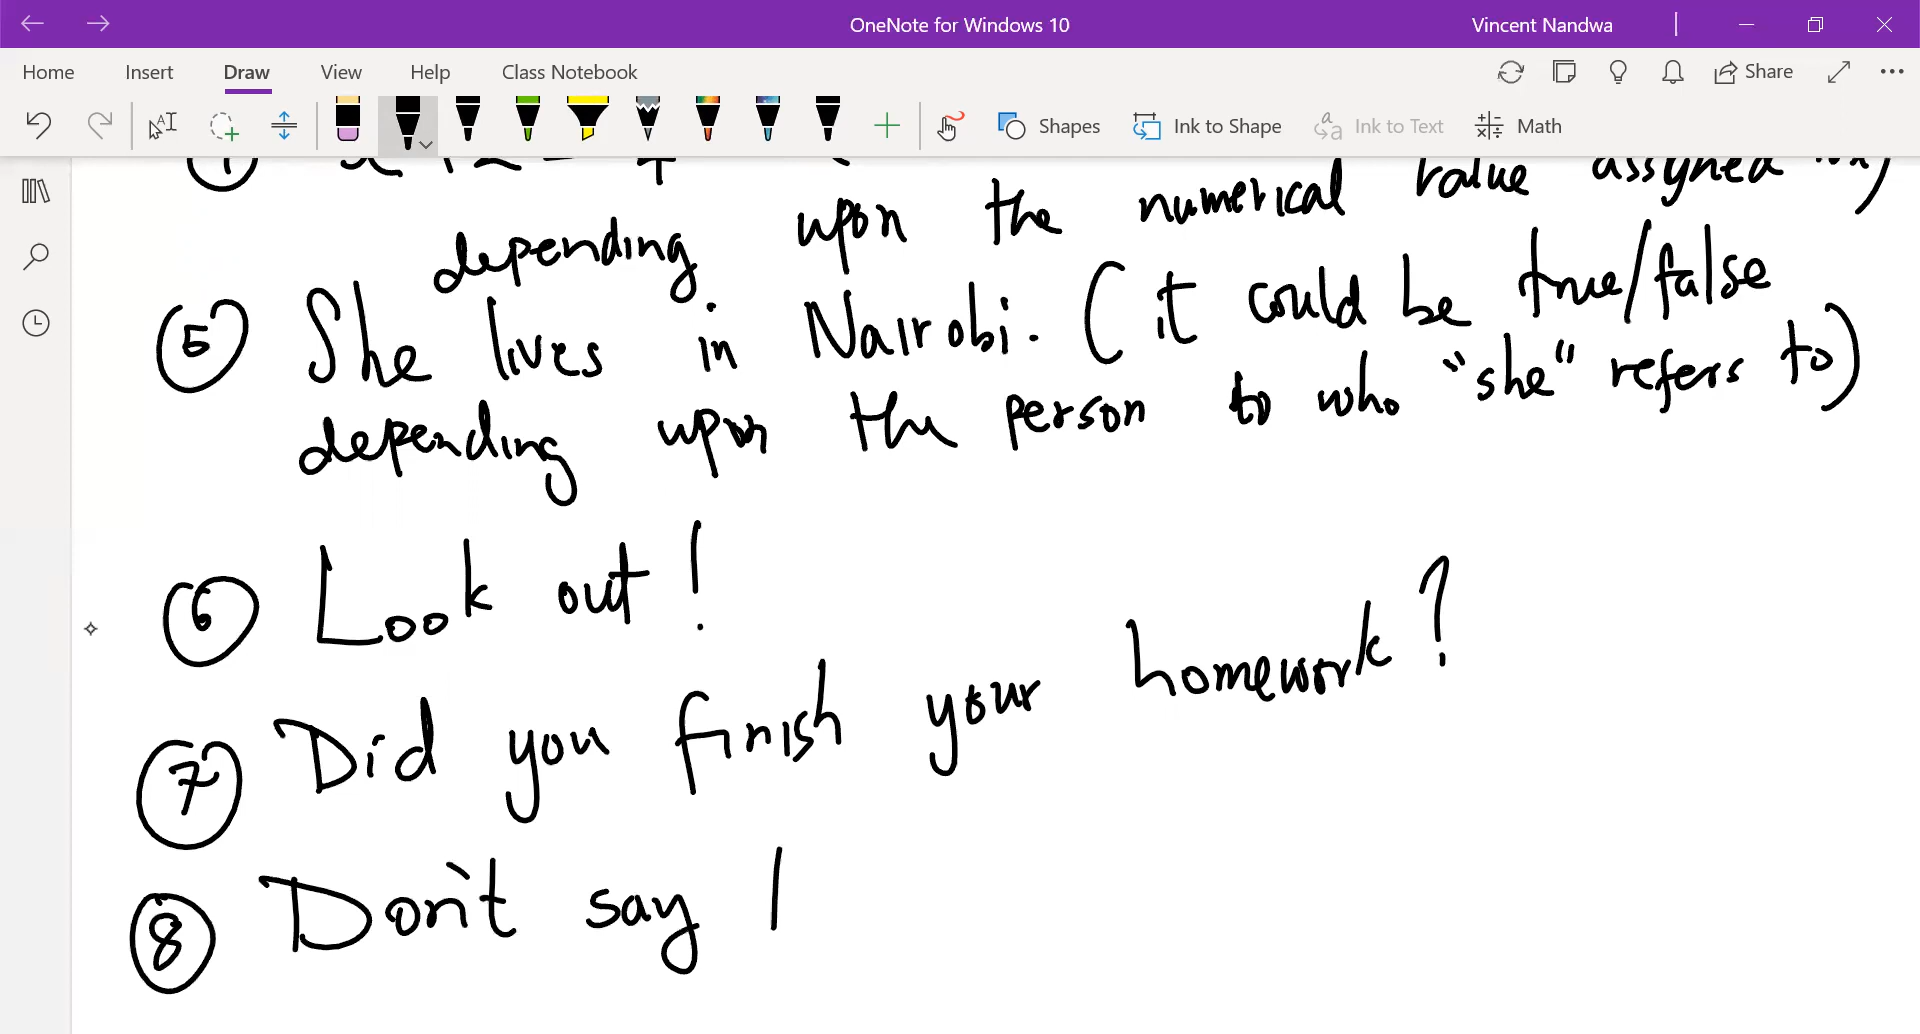 OneNote for Windows 10
Vincent Nandwa
Home Insert Draw View Help Class Notebook
Share
Shapes Ink to Shape Ink to Text Math
depending upon the numerical value assigned
⑤ She lives in Nairobi. (it could be true/false
depending upon the person to who "she" refers to)
⑥ Look out!
⑦ Did you finish your homework?
⑧ Don't say